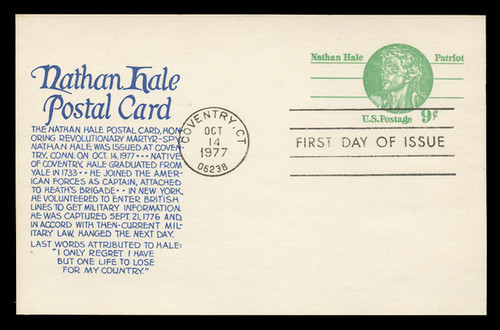 Nathan Hale
Postal Card
THE NATHAN HALE POSTAL CARD, HON-
ORING REVOLUTIONARY MARTYR-SPY
NATHAN HALE, WAS ISSUED AT COVEN-
TRY, CONN. ON OCT. 14, 1977 ••• NATIVE
OF COVENTRY, HALE GRADUATED FROM
YALE IN 1733 •• HE JOINED THE AMER-
ICAN FORCES AS CAPTAIN, ATTACHED
TO HEATH'S BRIGADE •• IN NEW YORK,
HE VOLUNTEERED TO ENTER BRITISH
LINES TO GET MILITARY INFORMATION.
HE WAS CAPTURED SEPT. 21, 1776 AND,
IN ACCORD WITH THEN-CURRENT MIL-
ITARY LAW, HANGED THE NEXT DAY.
LAST WORDS ATTRIBUTED TO HALE:
"I ONLY REGRET I HAVE
BUT ONE LIFE TO LOSE
FOR MY COUNTRY."
COVENTRY, CT
OCT
14
1977
06238
Nathan Hale Patriot
U.S. Postage 9¢
FIRST DAY OF ISSUE